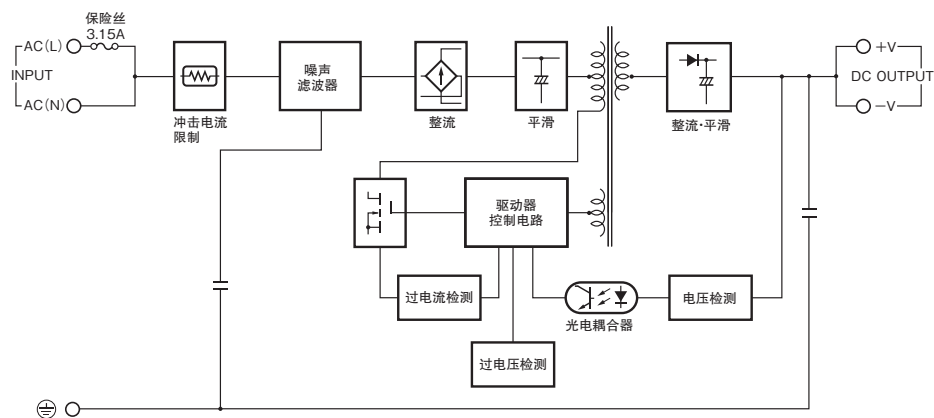 保险丝
3.15A
AC(L)
INPUT
AC(N)
冲击电流
限制
噪声
滤波器
整流
平滑
整流·平滑
+V
DC OUTPUT
−V
驱动器
控制电路
过电流检测
光电耦合器
电压检测
过电压检测